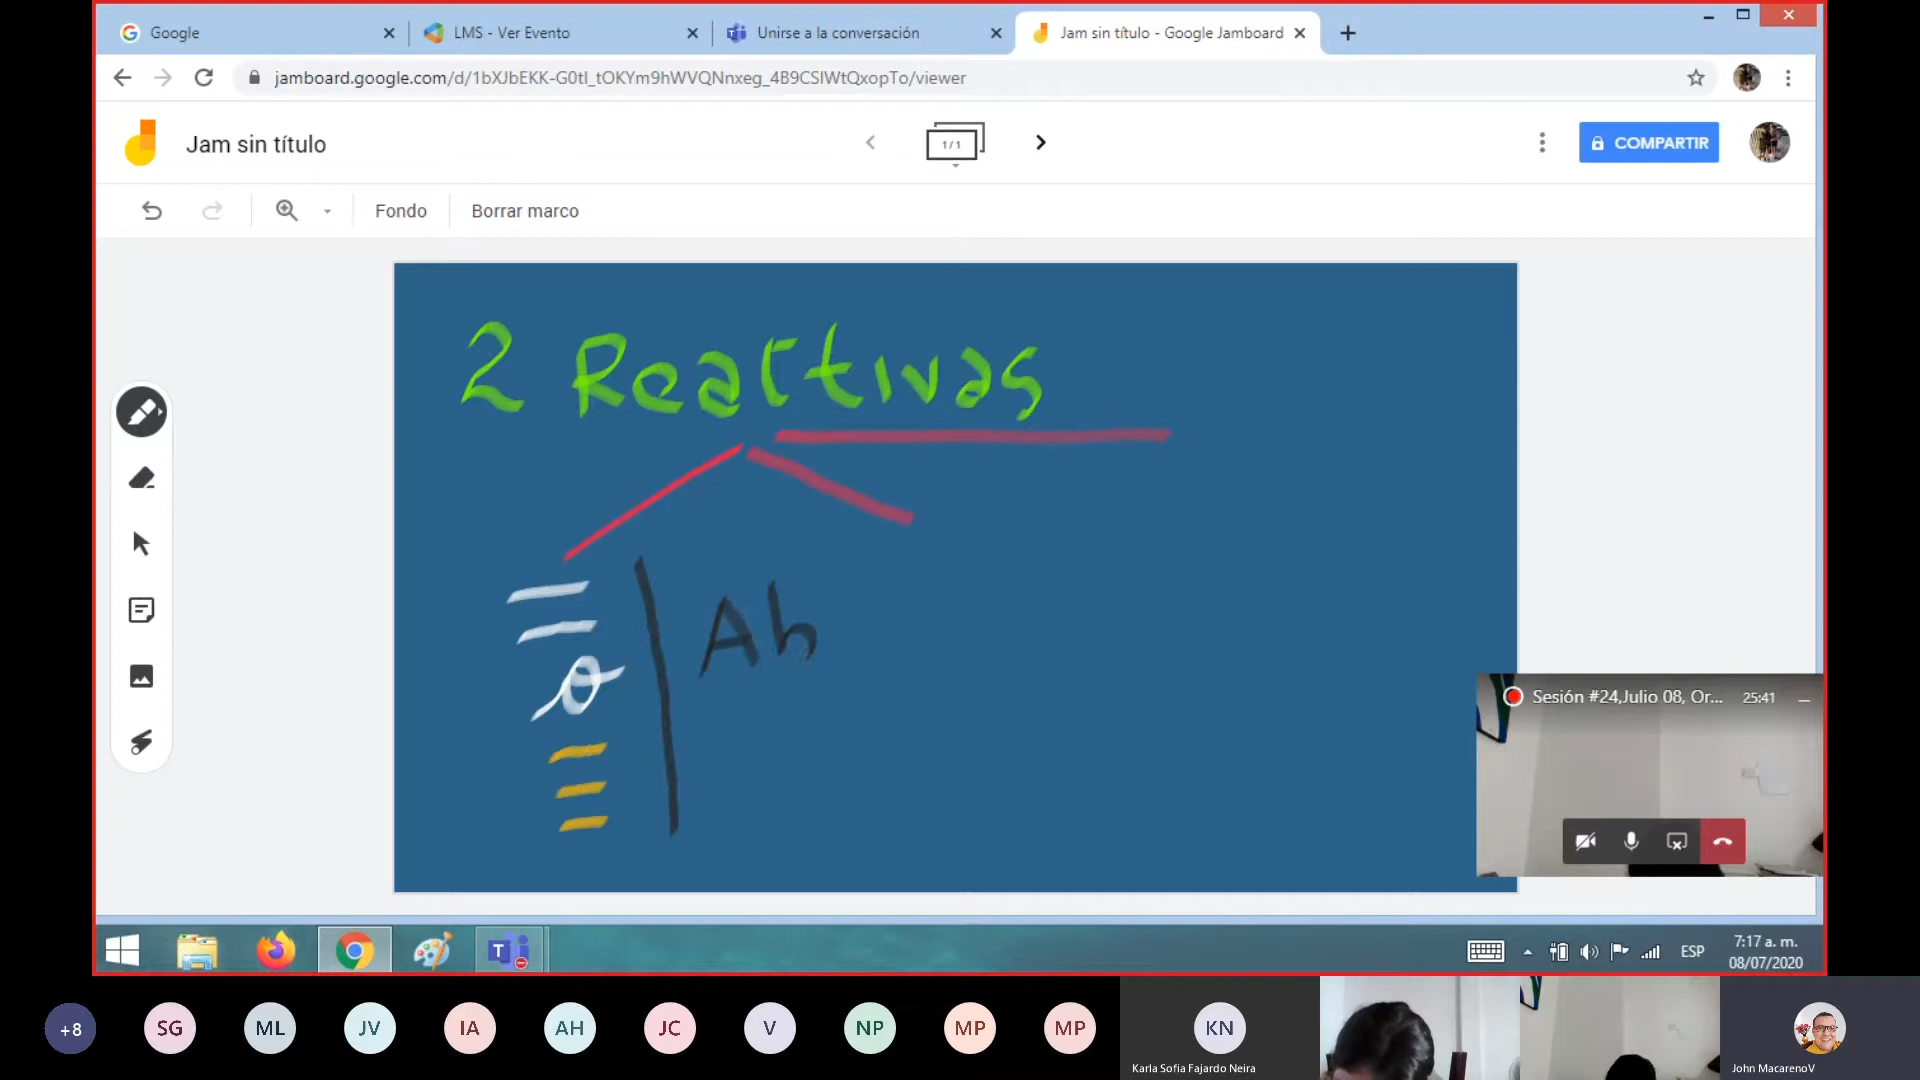 Google
LMS - Ver Evento
Unirse a la conversación
Jam sin título - Google Jamboard
jamboard.google.com/d/1bXJbEKK-G0tI_tOKYm9hWVQNnxeg_4B9CSIWtQxopTo/viewer
Jam sin título
1/1
COMPARTIR
Fondo
Borrar marco
2 Reactivas
Ah
Sesión #24,Julio 08, Or...
25:41
T
ESP
7:17 a. m.
08/07/2020
+8
SG
ML
JV
IA
AH
JC
V
NP
MP
MP
KN
Karla Sofia Fajardo Neira
John MacarenoV